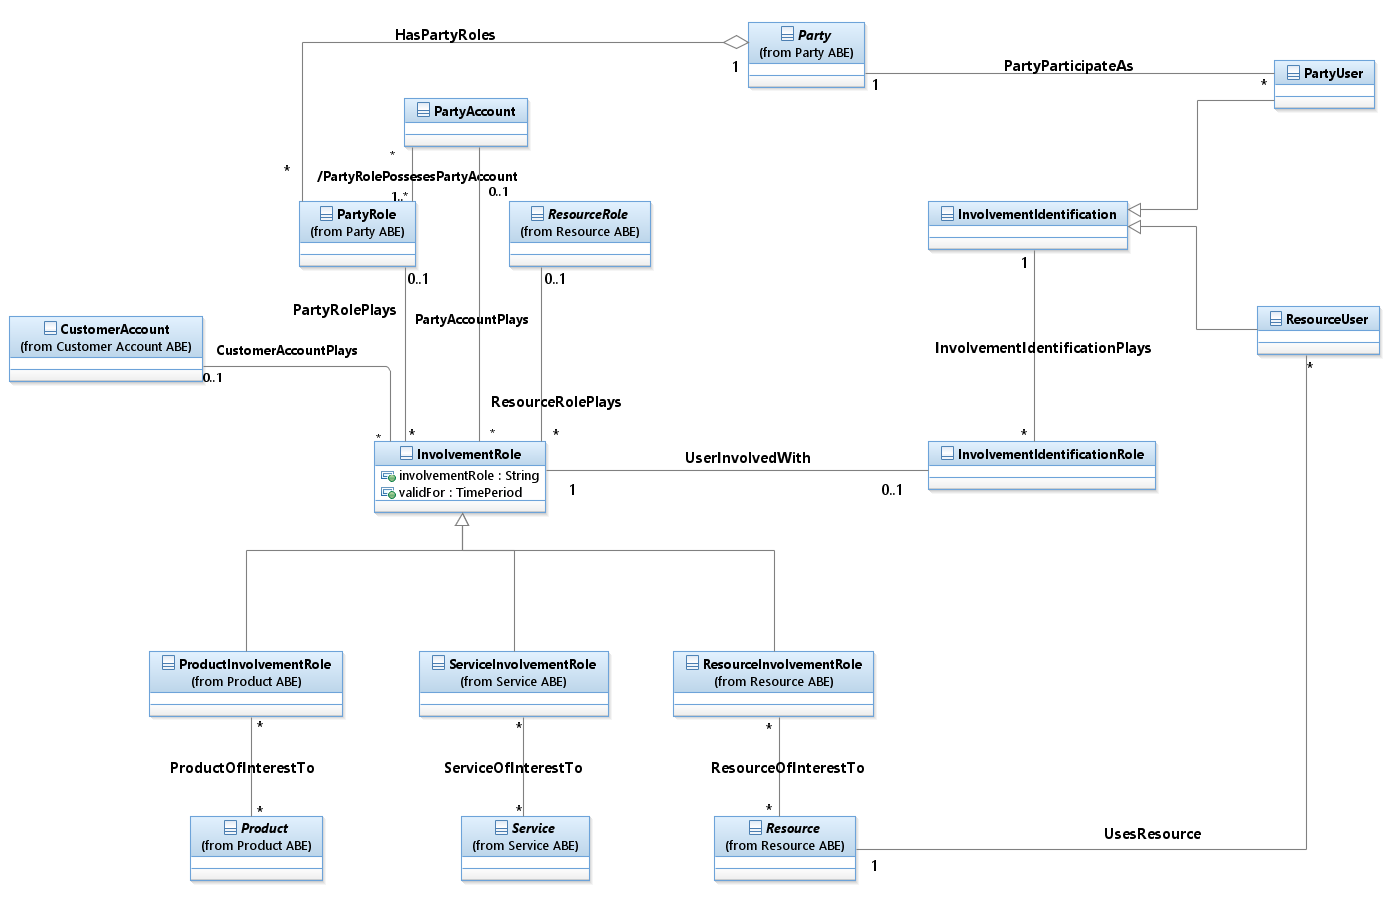 HasPartyRoles
Party
(from Party ABE)
1
PartyParticipateAs
1
*
PartyUser
PartyAccount
*
*
/PartyRolePossesesPartyAccount
1..*
0..1
PartyRole
(from Party ABE)
ResourceRole
(from Resource ABE)
InvolvementIdentification
1
0..1
0..1
PartyRolePlays
PartyAccountPlays
CustomerAccount
(from Customer Account ABE)
CustomerAccountPlays
0..1
ResourceUser
*
InvolvementIdentificationPlays
ResourceRolePlays
*
*
*
*
*
InvolvementRole
involvementRole : String
validFor : TimePeriod
UserInvolvedWith
1
0..1
InvolvementIdentificationRole
ProductInvolvementRole
(from Product ABE)
ServiceInvolvementRole
(from Service ABE)
ResourceInvolvementRole
(from Resource ABE)
*
*
*
ProductOfInterestTo
ServiceOfInterestTo
ResourceOfInterestTo
*
*
*
Product
(from Product ABE)
Service
(from Service ABE)
Resource
(from Resource ABE)
UsesResource
1